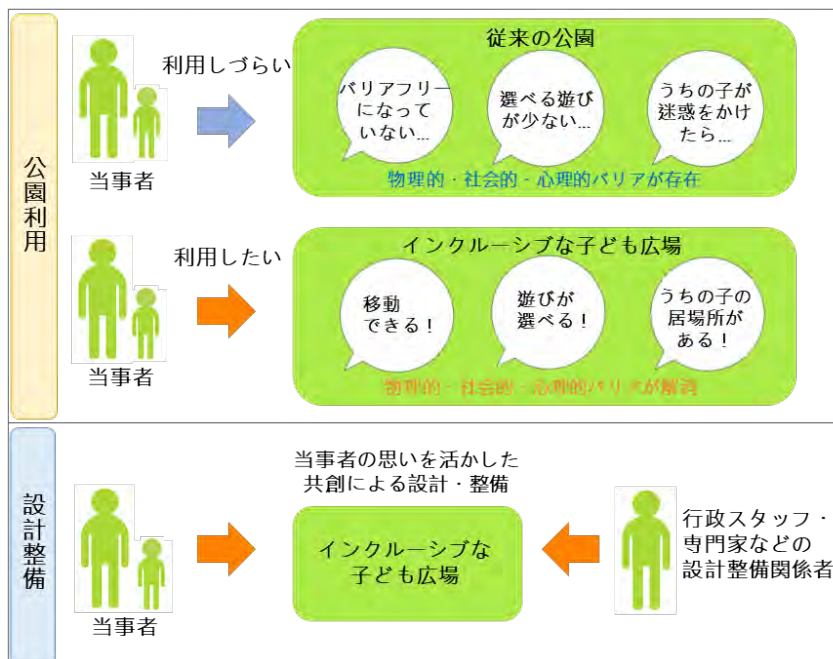 公園利用
利用しづらい
当事者
従来の公園
バリアフリー
になって
いない…
選べる遊び
が少ない…
うちの子が
迷惑をかけ
たら…
物理的・社会的・心理的バリアが存在
利用したい
当事者
インクルーシブな子ども広場
移動
できる！
遊びが
選べる！
うちの子の
居場所が
ある！
物理的・社会的・心理的バリアが解消
設計整備
当事者
当事者の思いを活かした
共創による設計・整備
インクルーシブな
子ども広場
行政スタッフ・
専門家などの
設計整備関係者